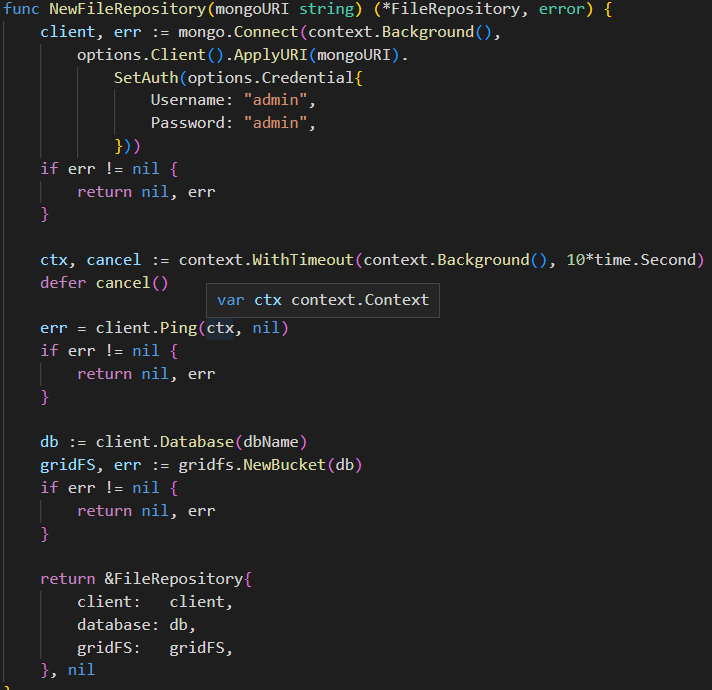 func NewFileRepository(mongoURI string) (*FileRepository, error) {
    client, err := mongo.Connect(context.Background(),
        options.Client().ApplyURI(mongoURI).
            SetAuth(options.Credential{
                Username: "admin",
                Password: "admin",
            }))
    if err != nil {
        return nil, err
    }
    ctx, cancel := context.WithTimeout(context.Background(), 10*time.Second)
    defer cancel()
var ctx context.Context
    err = client.Ping(ctx, nil)
    if err != nil {
        return nil, err
    }
    db := client.Database(dbName)
    gridFS, err := gridfs.NewBucket(db)
    if err != nil {
        return nil, err
    }
    return &FileRepository{
        client:   client,
        database: db,
        gridFS:   gridFS,
    }, nil
}